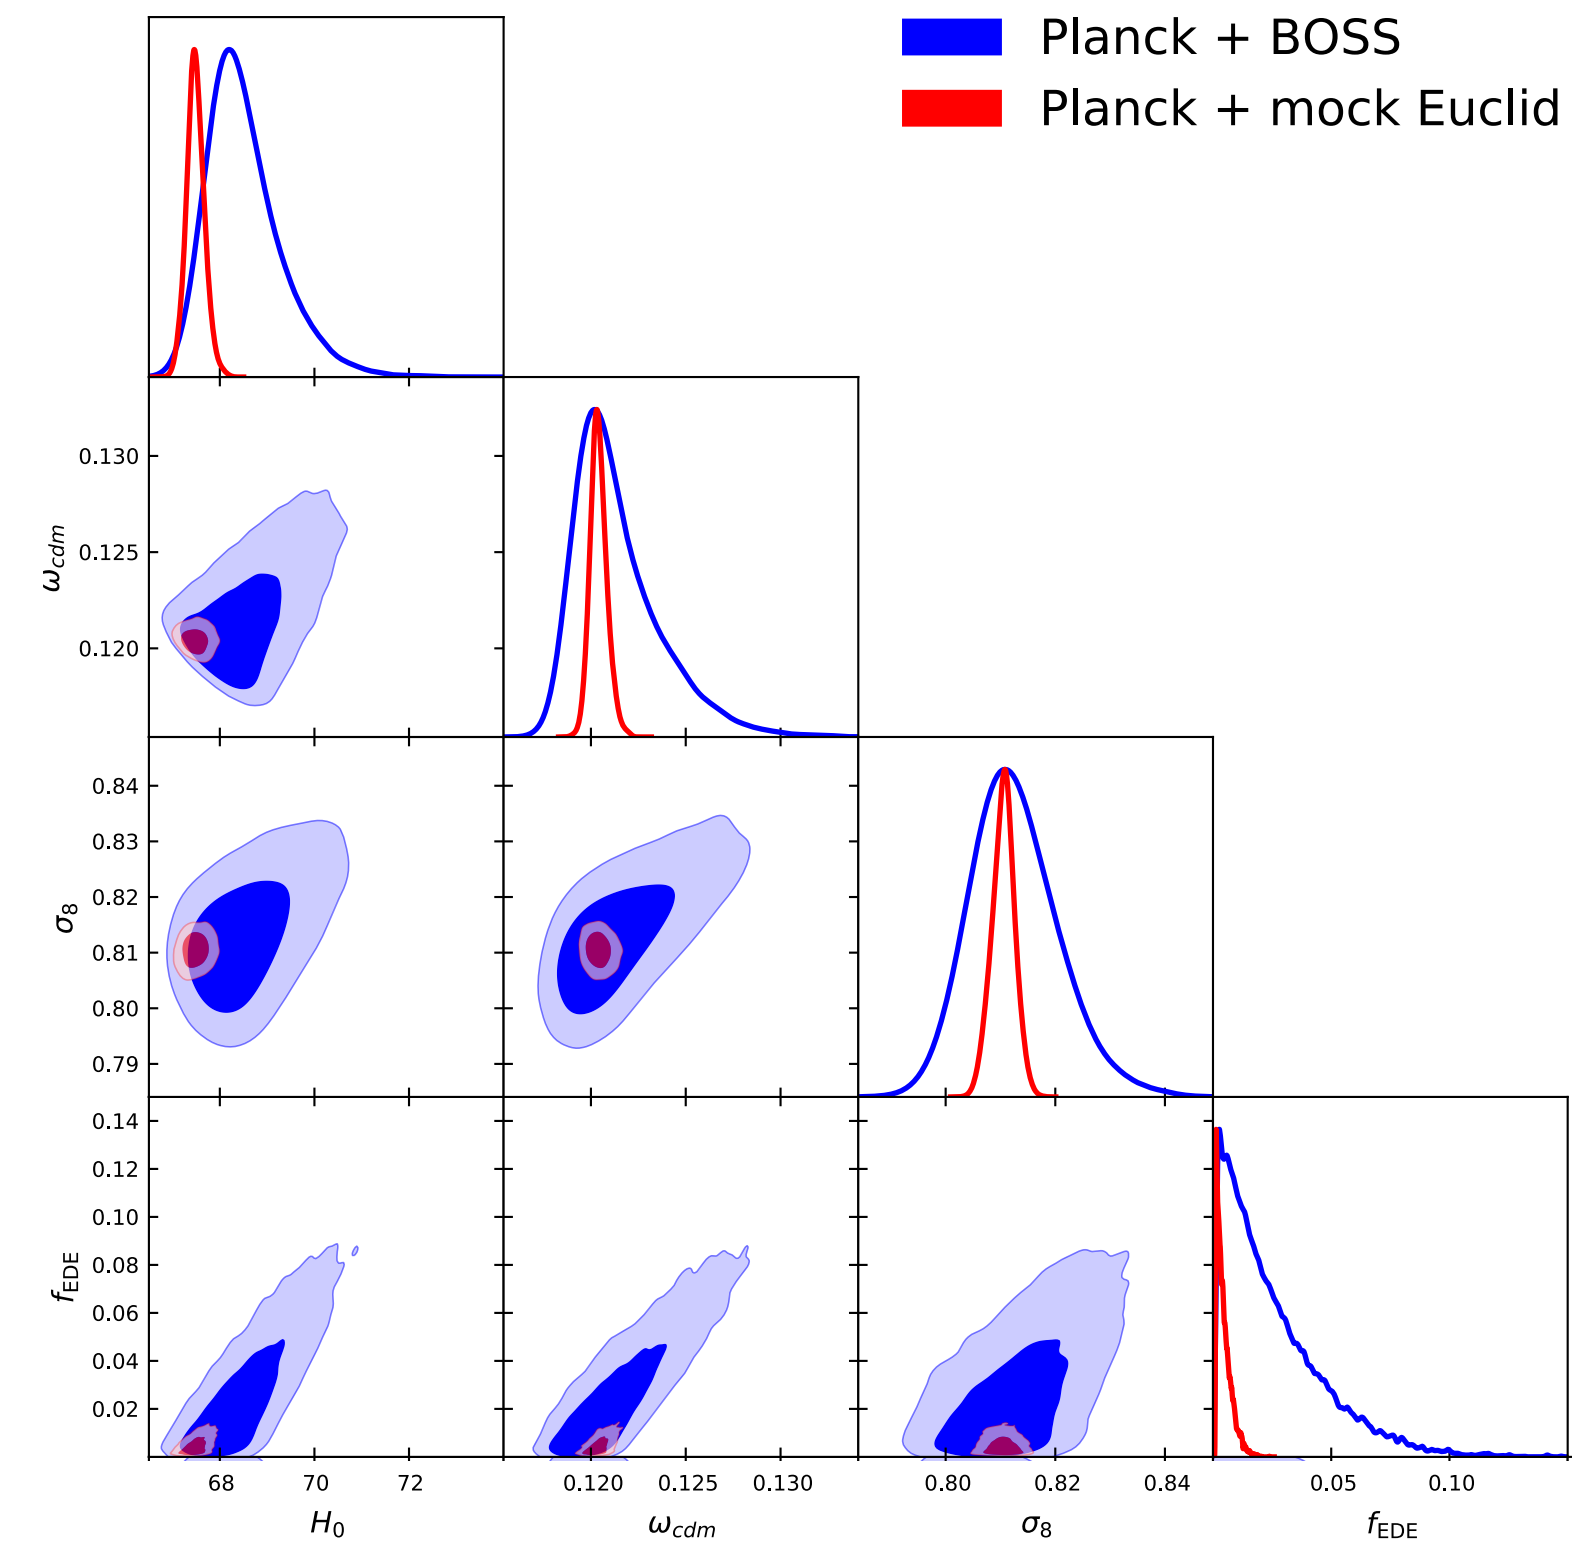 Planck + BOSS
Planck + mock Euclid
0.130
0.125
0.120
ω_cdm
0.84
0.83
0.82
0.81
0.80
0.79
σ_8
0.14
0.12
0.10
0.08
0.06
0.04
0.02
f_EDE
68 70 72 0.120 0.125 0.130 0.80 0.82 0.84 0.05 0.10
H_0 ω_cdm σ_8 f_EDE